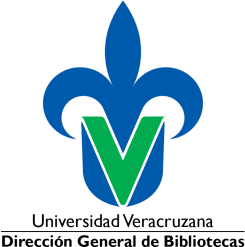 V
Universidad Veracruzana
Dirección General de Bibliotecas